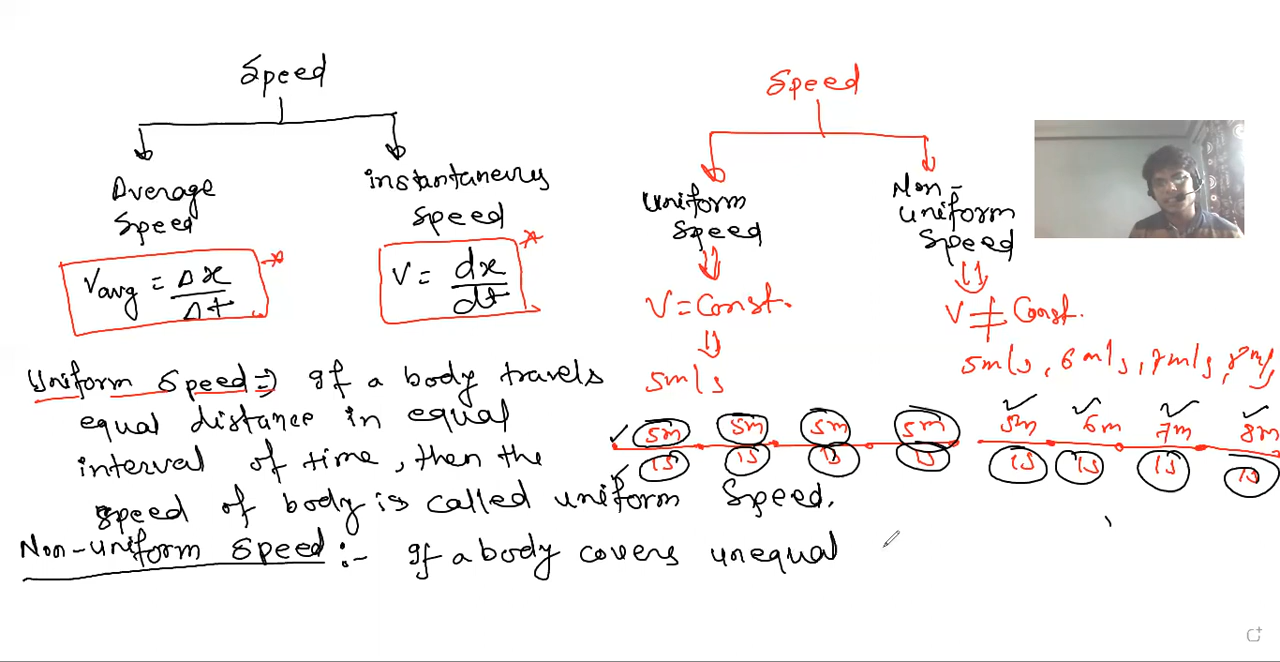 Speed
Average
Speed
instantaneous
Speed
Vavg = Δx/Δt
V = dx/dt
Speed
Uniform
Speed
Non-
uniform
Speed
V = Const.
V ≠ Const.
5m/s
5m/s, 6m/s, 7m/s, 8m/s
5m 5m 5m 5m
1s 1s 1s 1s
5m 6m 7m 8m
1s 1s 1s 1s
Uniform Speed ⇒ If a body travels
equal distance in equal
interval of time, then the
speed of body is called uniform Speed.
Non-uniform Speed :- If a body covers unequal